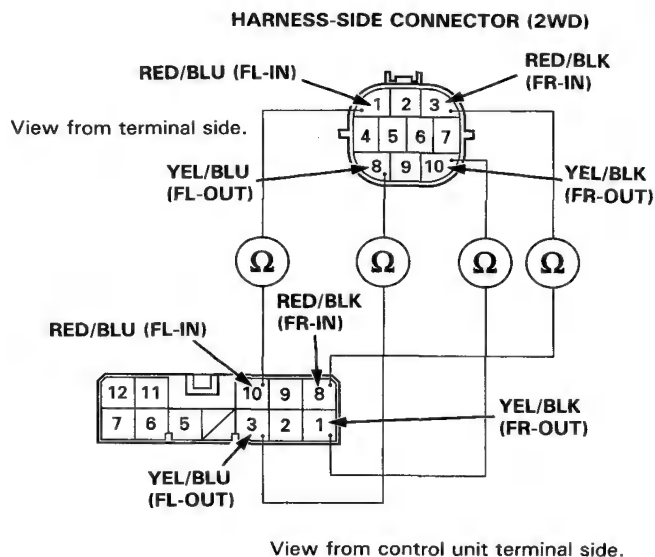 HARNESS-SIDE CONNECTOR (2WD)
RED/BLU (FL-IN)
RED/BLK
(FR-IN)
1 2 3
View from terminal side.
4 5 6 7
YEL/BLU
(FL-OUT)
8 9 10
YEL/BLK
(FR-OUT)
Ω Ω Ω Ω
RED/BLK
(FR-IN)
RED/BLU (FL-IN)
12 11 10 9 8
7 6 5 3 2 1
YEL/BLK
(FR-OUT)
YEL/BLU
(FL-OUT)
View from control unit terminal side.